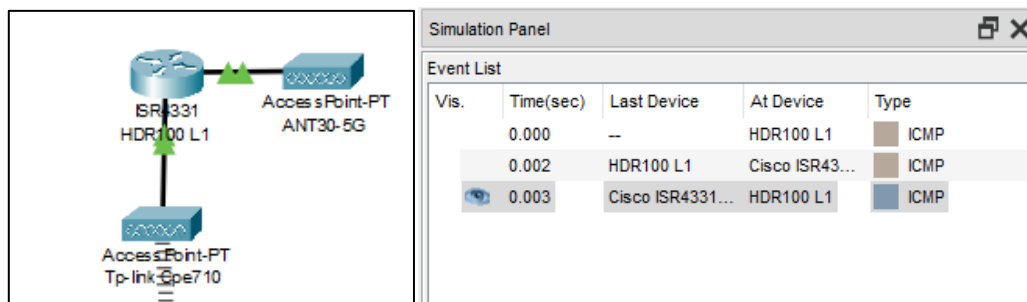 ISR4331
HDR100 L1
AccessPoint-PT
ANT30-5G
AccessPoint-PT
Tp-link Cpe710
Simulation Panel
Event List
Vis. Time(sec) Last Device At Device Type
0.000 -- HDR100 L1 ICMP
0.002 HDR100 L1 Cisco ISR43... ICMP
0.003 Cisco ISR4331... HDR100 L1 ICMP